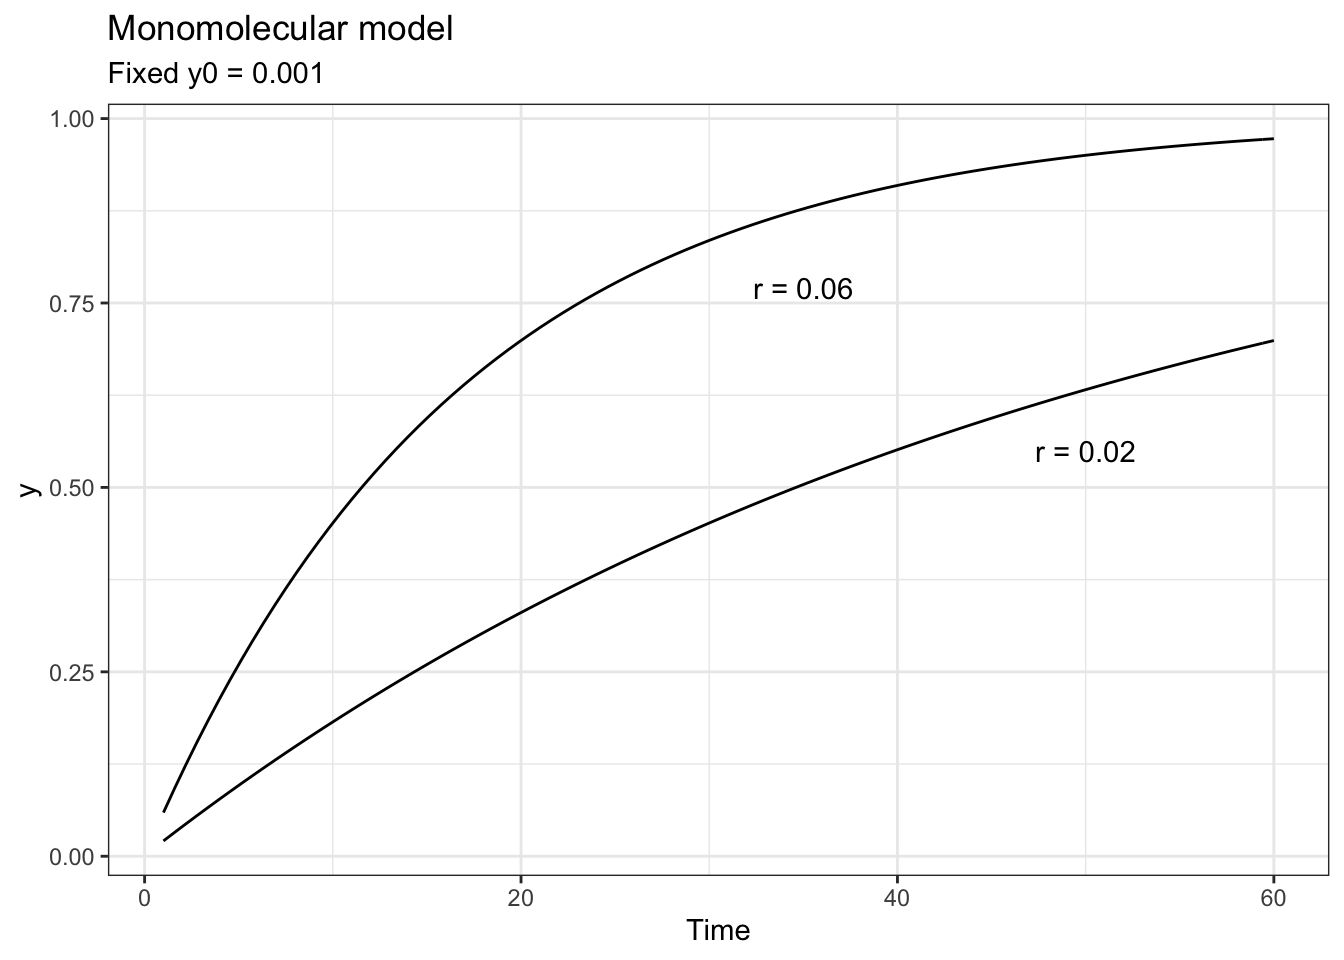 Monomolecular model
Fixed y0 = 0.001
1.00
0.75
0.50
0.25
0.00
y
r = 0.06
r = 0.02
0
20
40
60
Time